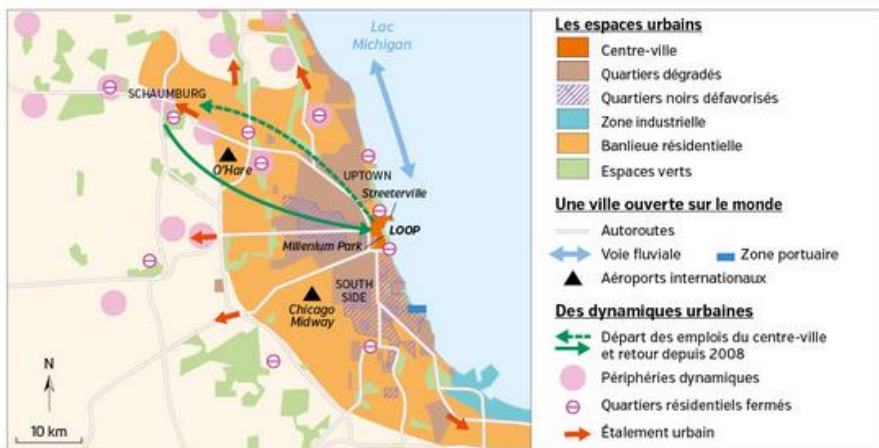 Lac
Michigan
SCHAUMBURG
O'Hare
UPTOWN
Streeterville
LOOP
Millenium Park
SOUTH
SIDE
Chicago
Midway
N
10 km
Les espaces urbains
Centre-ville
Quartiers dégradés
Quartiers noirs défavorisés
Zone industrielle
Banlieue résidentielle
Espaces verts
Une ville ouverte sur le monde
Autoroutes
Voie fluviale
Zone portuaire
Aéroports internationaux
Des dynamiques urbaines
Départ des emplois du centre-ville
et retour depuis 2008
Périphéries dynamiques
Quartiers résidentiels fermés
Étalement urbain